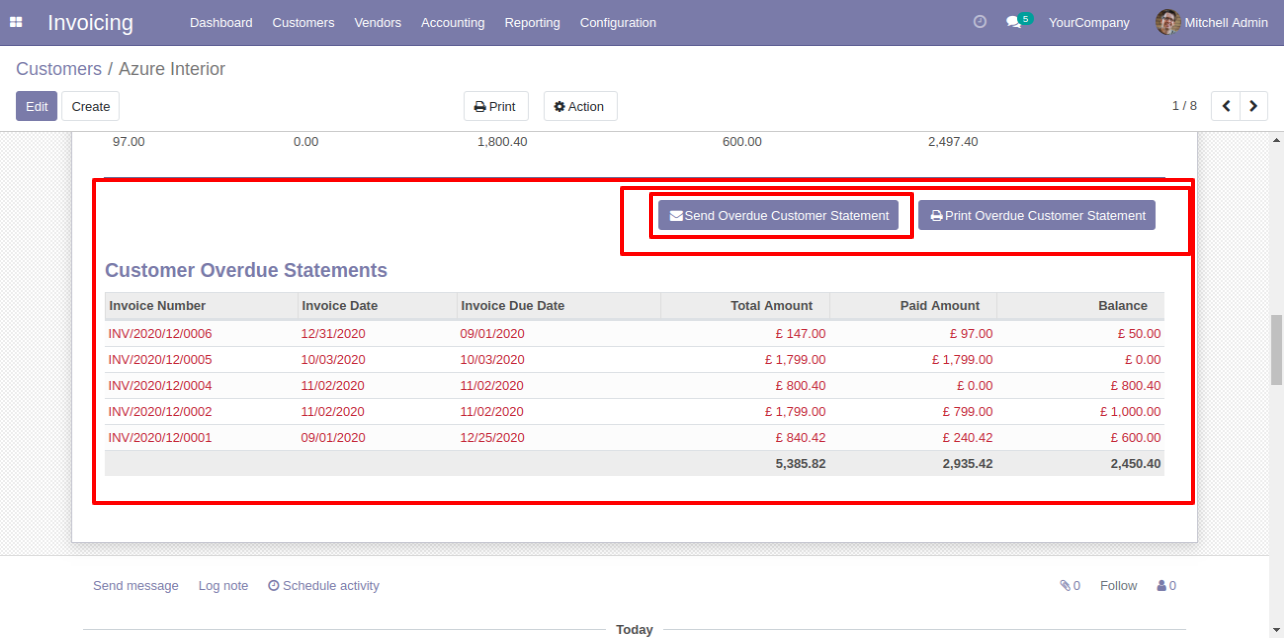 Invoicing Dashboard Customers Vendors Accounting Reporting Configuration 5 YourCompany Mitchell Admin
Customers / Azure Interior
Edit Create Print Action 1 / 8
97.00 0.00 1,800.40 600.00 2,497.40
Send Overdue Customer Statement Print Overdue Customer Statement
Customer Overdue Statements
Invoice Number Invoice Date Invoice Due Date Total Amount Paid Amount Balance
INV/2020/12/0006 12/31/2020 09/01/2020 £ 147.00 £ 97.00 £ 50.00
INV/2020/12/0005 10/03/2020 10/03/2020 £ 1,799.00 £ 1,799.00 £ 0.00
INV/2020/12/0004 11/02/2020 11/02/2020 £ 800.40 £ 0.00 £ 800.40
INV/2020/12/0002 11/02/2020 11/02/2020 £ 1,799.00 £ 799.00 £ 1,000.00
INV/2020/12/0001 09/01/2020 12/25/2020 £ 840.42 £ 240.42 £ 600.00
5,385.82 2,935.42 2,450.40
Send message Log note Schedule activity 0 Follow 0
Today